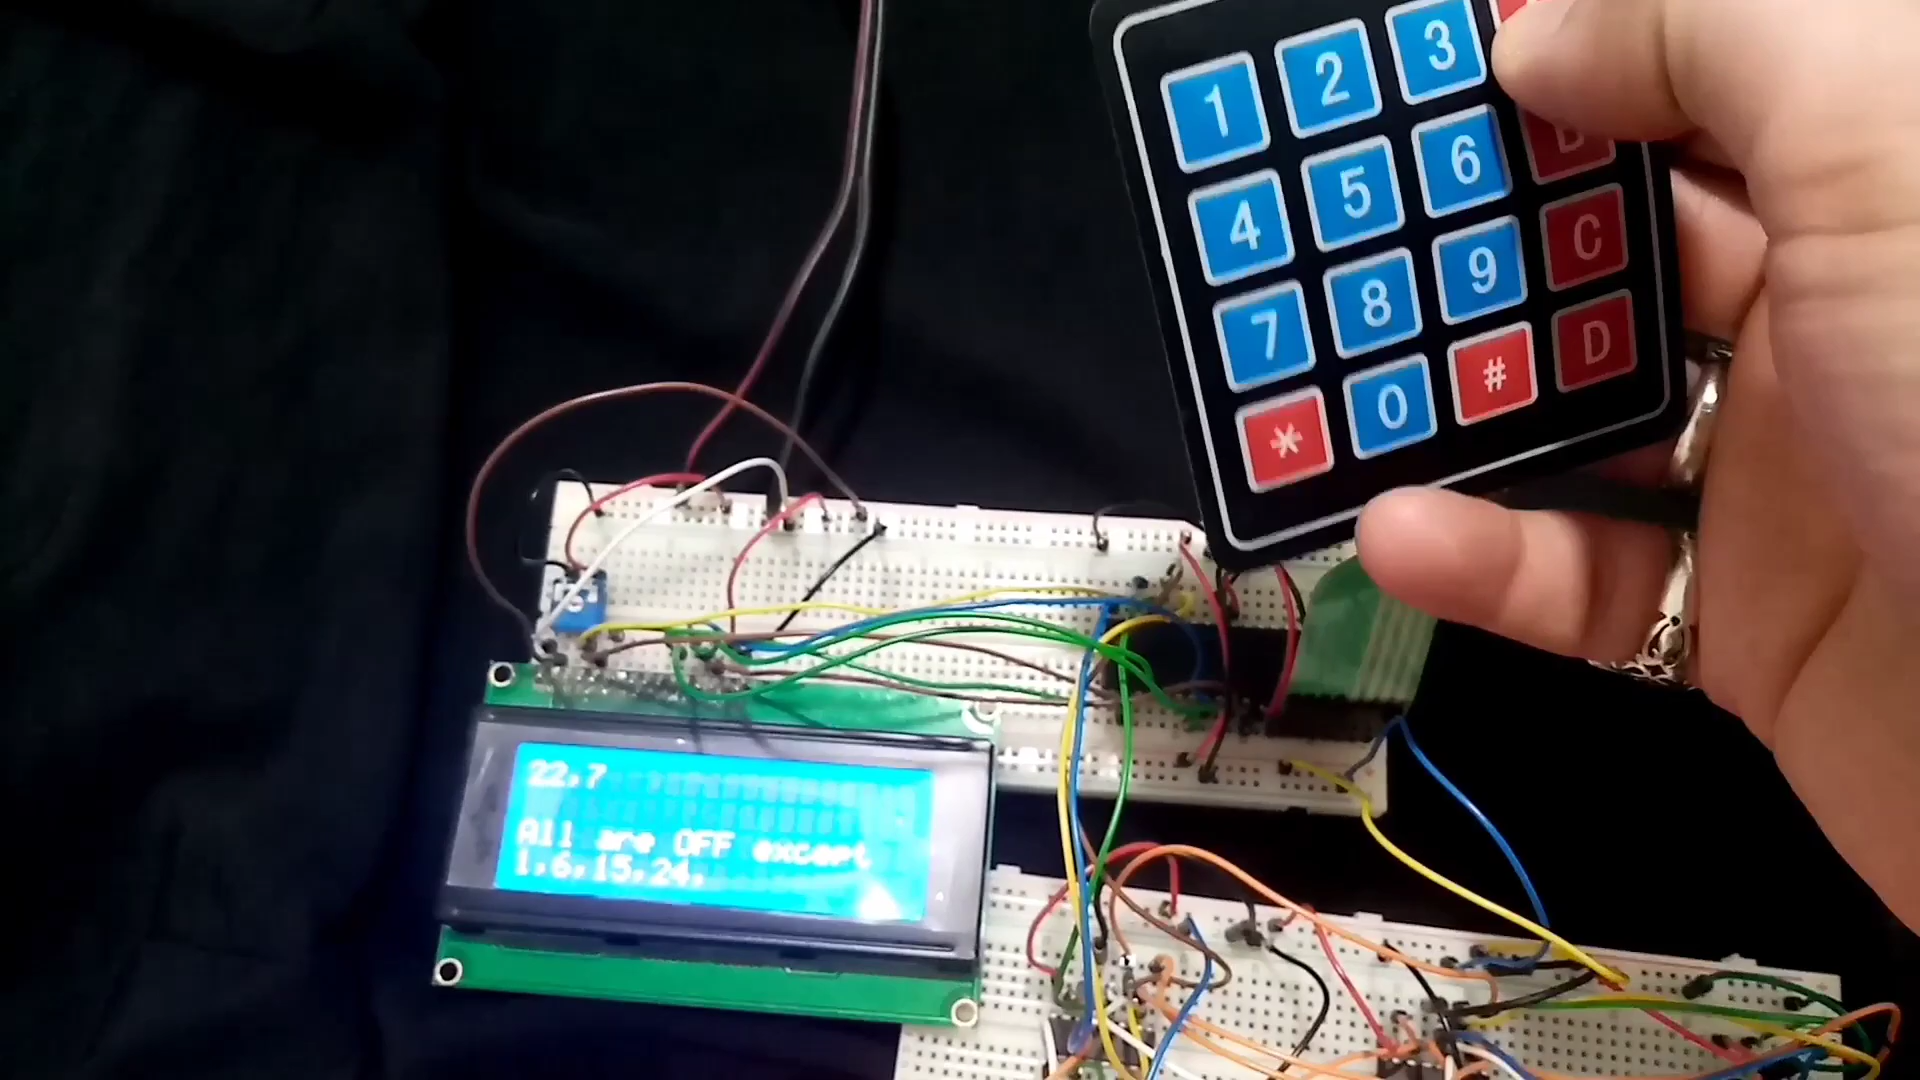 1 2 3
4 5 6 B
7 8 9 C
* 0 # D
22,7
All are OFF except
1,6,15,24,